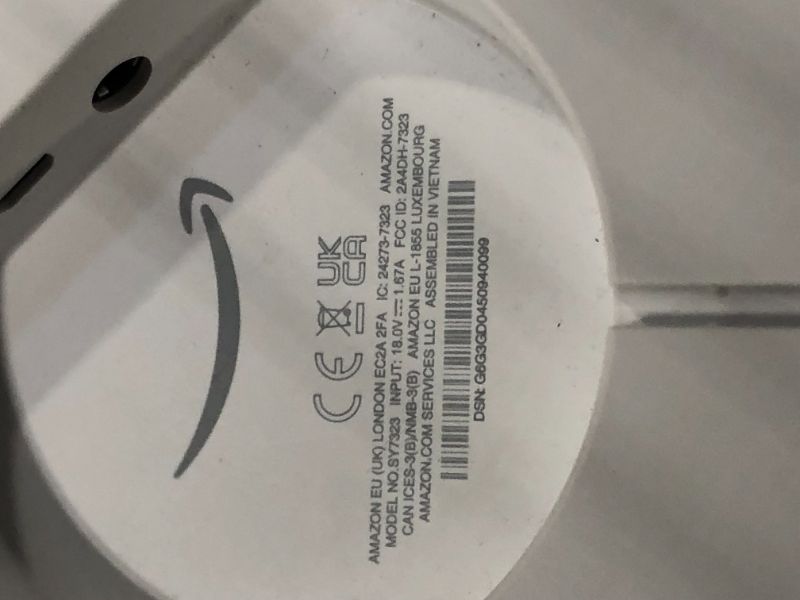 CE UK CA
AMAZON EU (UK) LONDON EC2A 2FA IC: 24273-7323 AMAZON.COM
MODEL NO.SY7323 INPUT: 18.0V⎓1.67A FCC ID: 2A4DH-7323
CAN ICES-3(B)/NMB-3(B) AMAZON EU L-1855 LUXEMBOURG
AMAZON.COM SERVICES LLC ASSEMBLED IN VIETNAM
DSN: G6G3GD0450940099